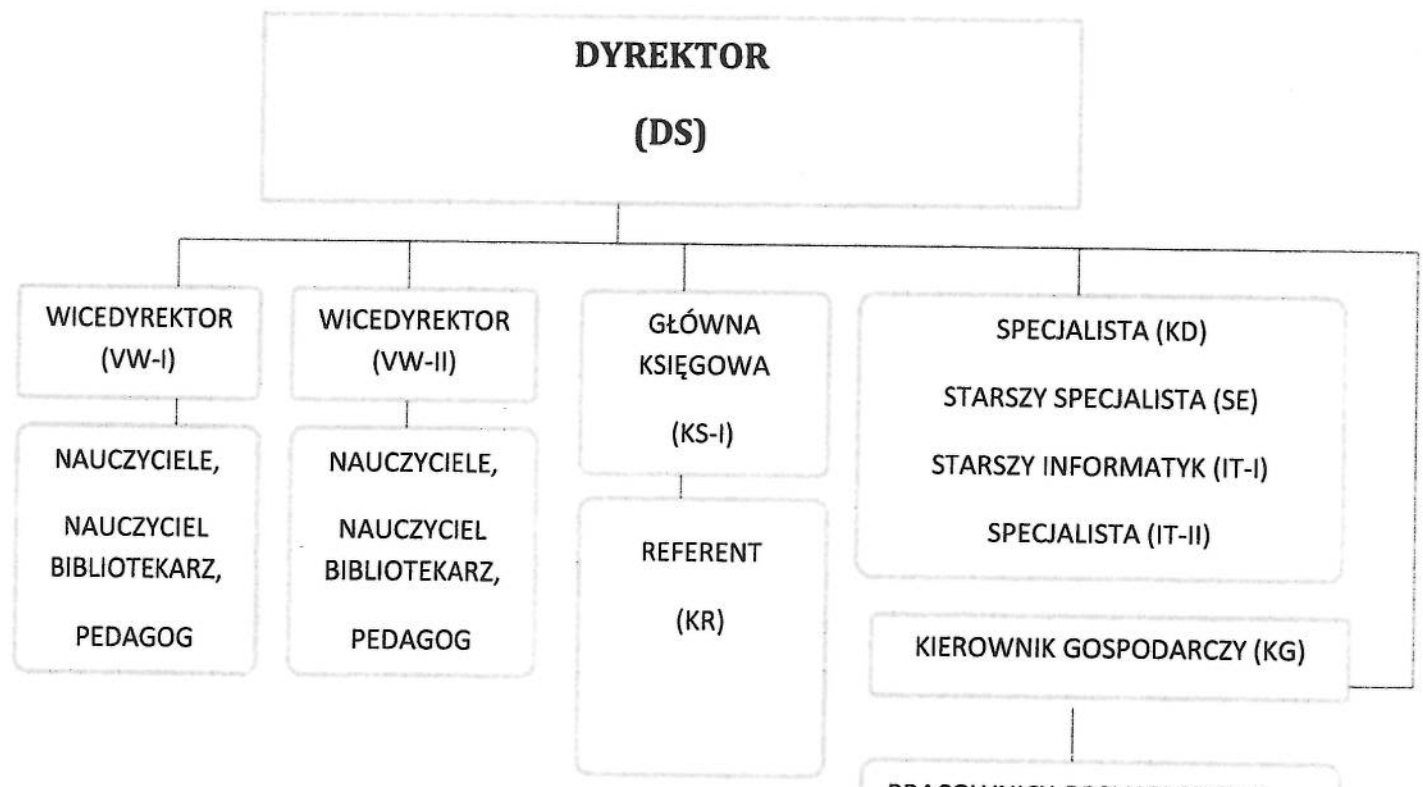 DYREKTOR
(DS)
WICEDYREKTOR
(VW-I)
WICEDYREKTOR
(VW-II)
GŁÓWNA
KSIĘGOWA
(KS-I)
SPECJALISTA (KD)
STARSZY SPECJALISTA (SE)
STARSZY INFORMATYK (IT-I)
SPECJALISTA (IT-II)
NAUCZYCIELE,
NAUCZYCIEL
BIBLIOTEKARZ,
PEDAGOG
NAUCZYCIELE,
NAUCZYCIEL
BIBLIOTEKARZ,
PEDAGOG
REFERENT
(KR)
KIEROWNIK GOSPODARCZY (KG)